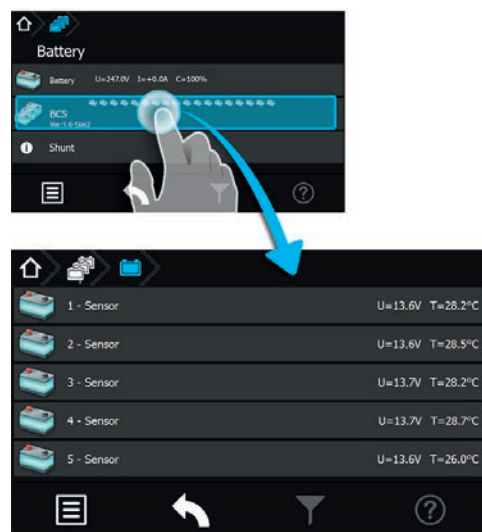 Battery
Battery U=247.0V I=+0.0A C=100%
BCS
Shunt
1 - Sensor U=13.6V T=28.2°C
2 - Sensor U=13.6V T=28.5°C
3 - Sensor U=13.7V T=28.2°C
4 - Sensor U=13.7V T=28.7°C
5 - Sensor U=13.6V T=26.0°C